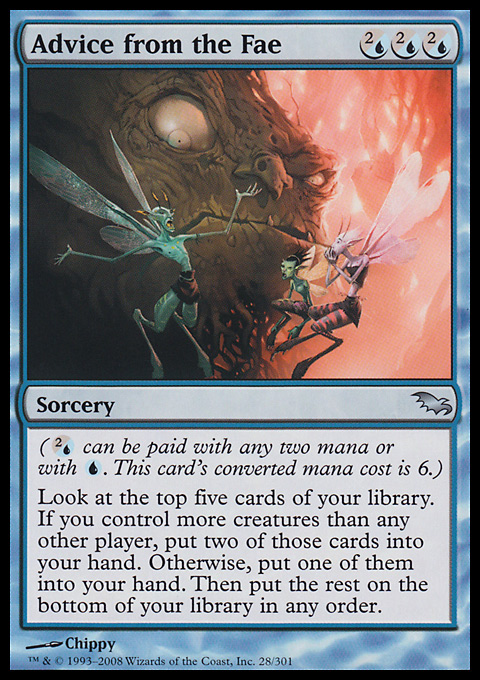 Advice from the Fae 2 2 2
Sorcery
( 2 can be paid with any two mana or
with . This card's converted mana cost is 6.)
Look at the top five cards of your library.
If you control more creatures than any
other player, put two of those cards into
your hand. Otherwise, put one of them
into your hand. Then put the rest on the
bottom of your library in any order.
Chippy
™ & © 1993–2008 Wizards of the Coast, Inc. 28/301